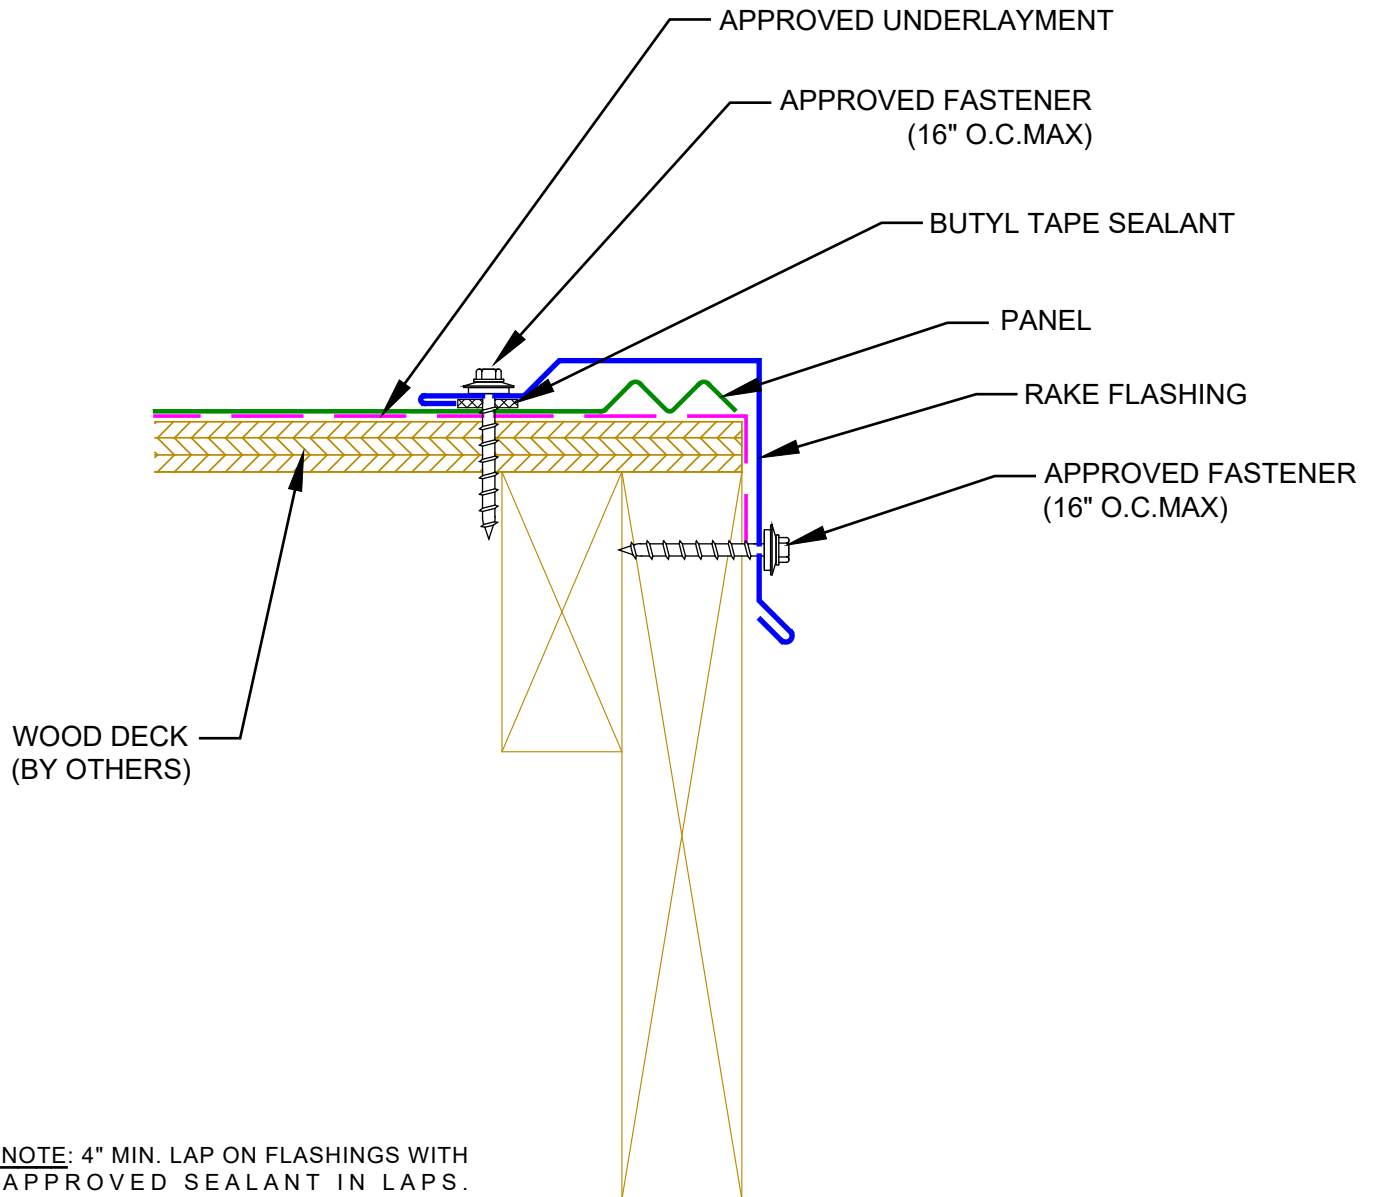 APPROVED UNDERLAYMENT
APPROVED FASTENER
(16" O.C.MAX)
BUTYL TAPE SEALANT
PANEL
RAKE FLASHING
APPROVED FASTENER
(16" O.C.MAX)
WOOD DECK
(BY OTHERS)
NOTE: 4" MIN. LAP ON FLASHINGS WITH
APPROVED SEALANT IN LAPS.